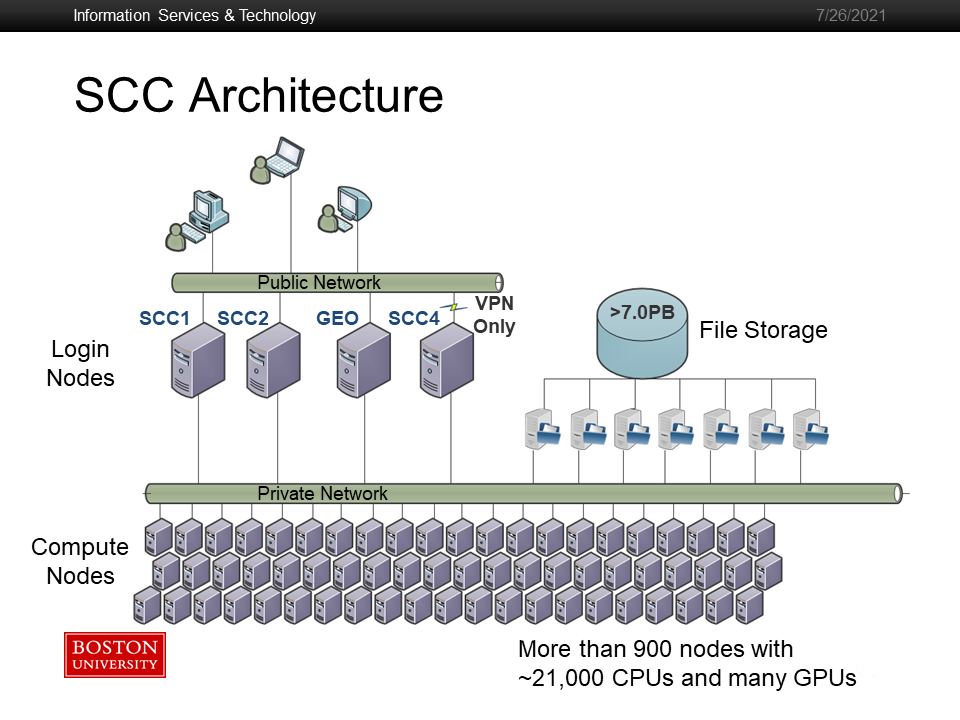 Information Services & Technology
7/26/2021
SCC Architecture
Public Network
SCC1
SCC2
GEO
SCC4
VPN
Only
Login
Nodes
>7.0PB
File Storage
Private Network
Compute
Nodes
BOSTON
UNIVERSITY
More than 900 nodes with
~21,000 CPUs and many GPUs